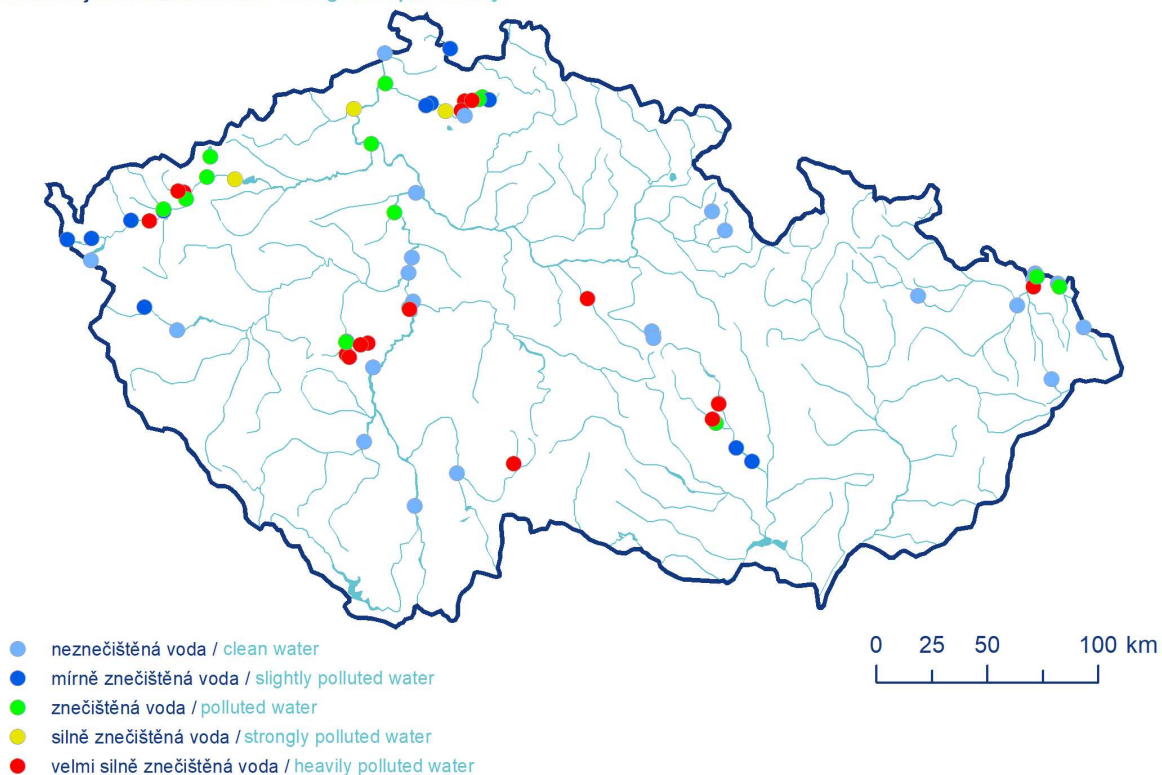 0 25 50 100 km
neznečištěná voda / clean water
mírně znečištěná voda / slightly polluted water
znečištěná voda / polluted water
silně znečištěná voda / strongly polluted water
velmi silně znečištěná voda / heavily polluted water